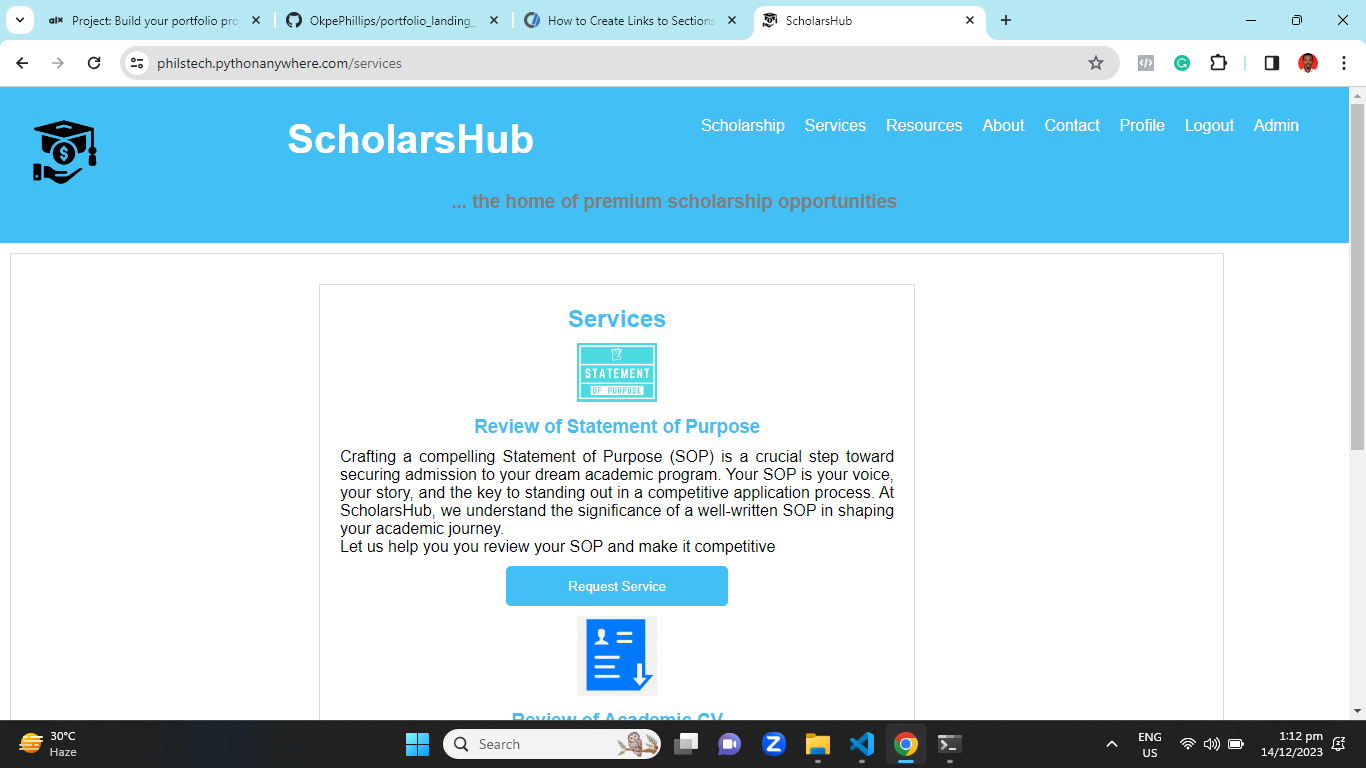 Project: Build your portfolio pro
OkpePhillips/portfolio_landing_
How to Create Links to Sections
ScholarsHub
philstech.pythonanywhere.com/services
ScholarsHub
Scholarship Services Resources About Contact Profile Logout Admin
... the home of premium scholarship opportunities
Services
STATEMENT
OF PURPOSE
Review of Statement of Purpose
Crafting a compelling Statement of Purpose (SOP) is a crucial step toward
securing admission to your dream academic program. Your SOP is your voice,
your story, and the key to standing out in a competitive application process. At
ScholarsHub, we understand the significance of a well-written SOP in shaping
your academic journey.
Let us help you you review your SOP and make it competitive
Request Service
Review of Academic CV
30°C
Haze
Search
ENG
US
1:12 pm
14/12/2023